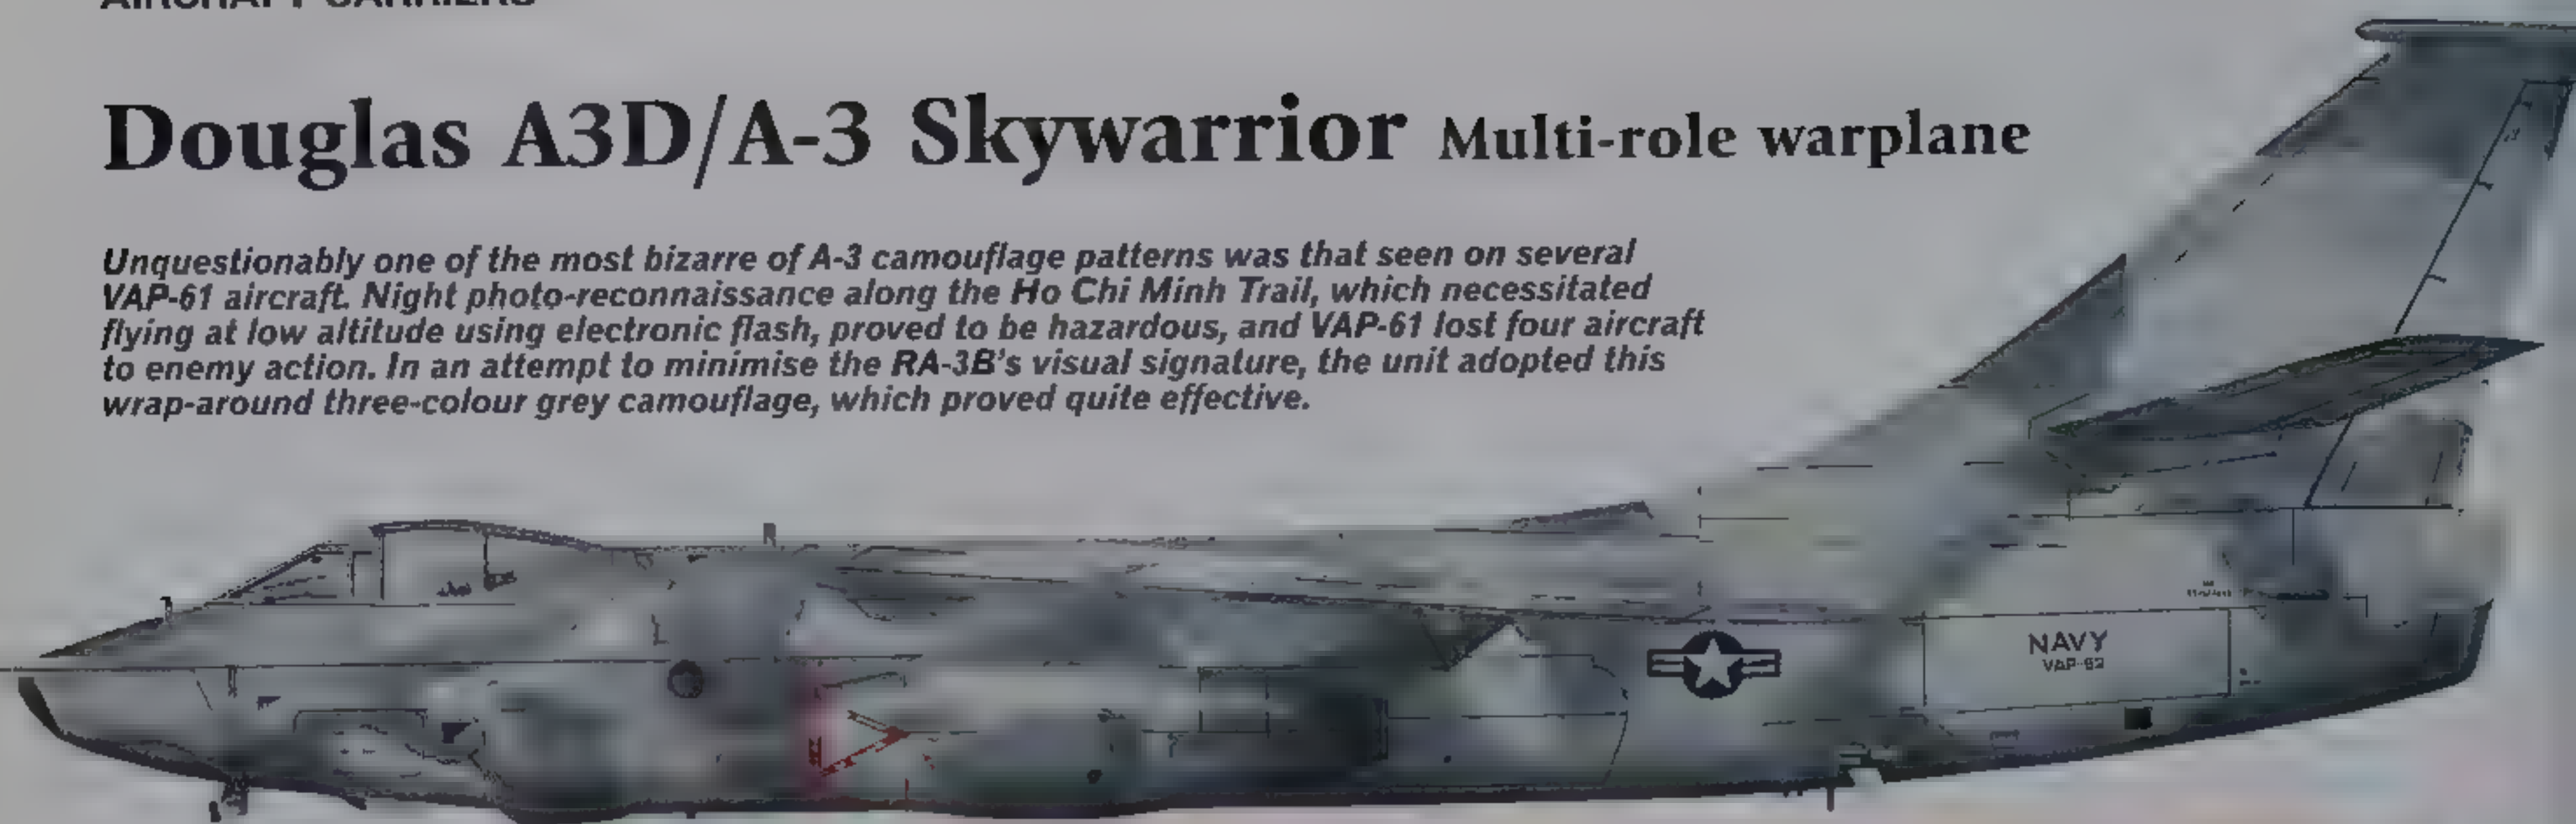 AIRCRAFT CARRIERS
Douglas A3D/A-3 Skywarrior Multi-role warplane
Unquestionably one of the most bizarre of A-3 camouflage patterns was that seen on several
VAP-61 aircraft. Night photo-reconnaissance along the Ho Chi Minh Trail, which necessitated
flying at low altitude using electronic flash, proved to be hazardous, and VAP-61 lost four aircraft
to enemy action. In an attempt to minimise the RA-3B's visual signature, the unit adopted this
wrap-around three-colour grey camouflage, which proved quite effective.
NAVY